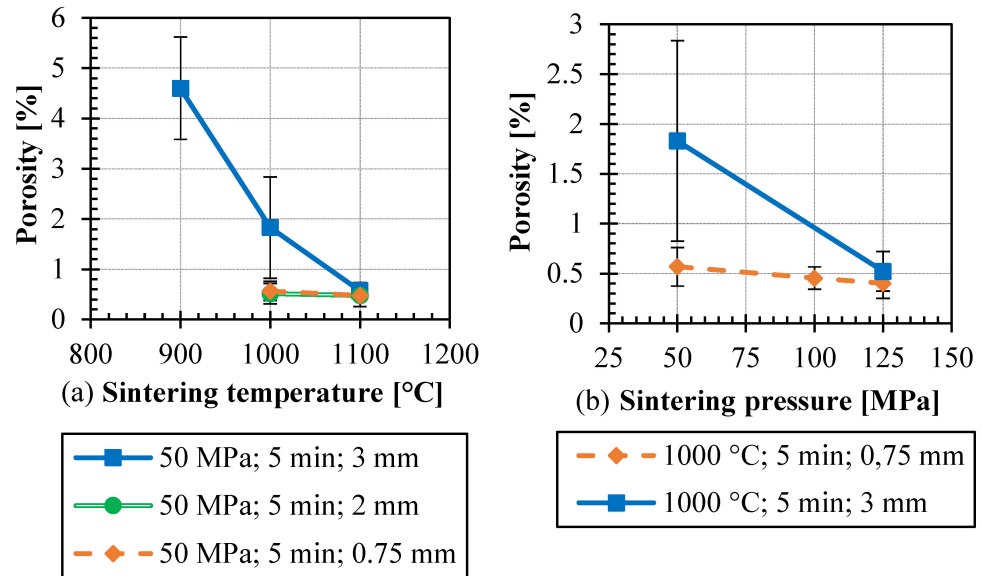 6
5
4
3
2
1
0
800 900 1000 1100 1200
Porosity [%]
(a) Sintering temperature [°C]
50 MPa; 5 min; 3 mm
50 MPa; 5 min; 2 mm
50 MPa; 5 min; 0.75 mm
3
2.5
2
1.5
1
0.5
0
25 50 75 100 125 150
Porosity [%]
(b) Sintering pressure [MPa]
1000 °C; 5 min; 0,75 mm
1000 °C; 5 min; 3 mm